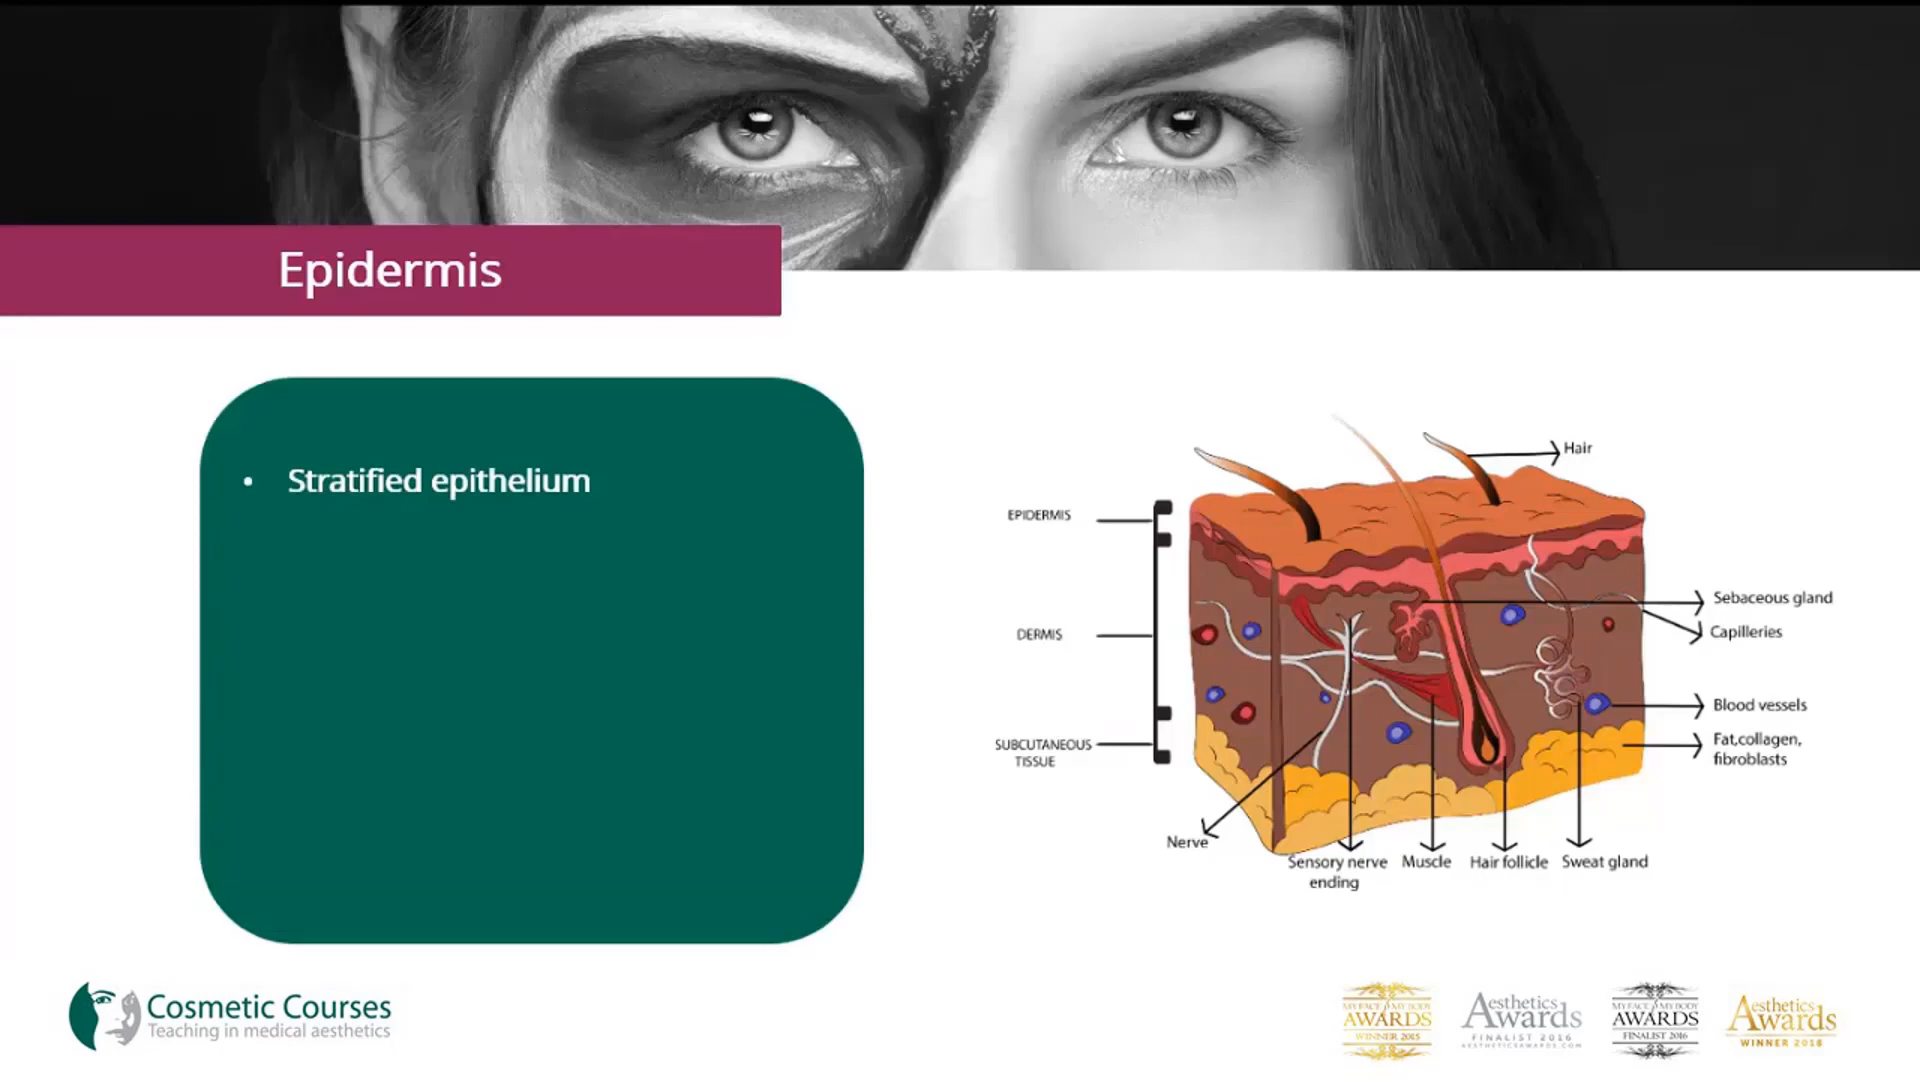 Epidermis
• Stratified epithelium
Hair
EPIDERMIS
Sebaceous gland
Capilleries
DERMIS
Blood vessels
Fat,collagen,
fibroblasts
SUBCUTANEOUS
TISSUE
Nerve
Sensory nerve
ending
Muscle
Hair follicle
Sweat gland
Cosmetic Courses
Teaching in medical aesthetics
MY FACE MY BODY
AWARDS
WINNER 2015
Aesthetics
Awards
FINALIST 2016
AESTHETICSAWARDS.COM
MY FACE MY BODY
AWARDS
FINALIST 2016
Aesthetics
Awards
WINNER 2018